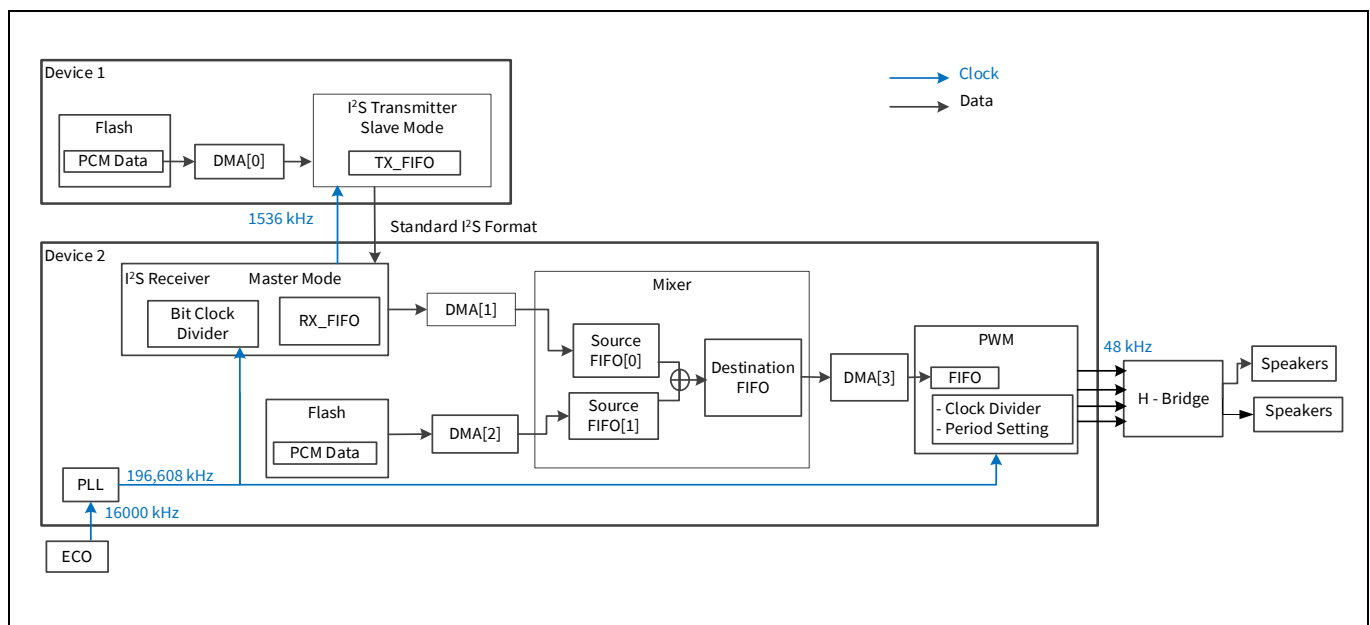 Device 1
Clock
Data
I²S Transmitter
Slave Mode
Flash
PCM Data
DMA[0]
TX_FIFO
1536 kHz
Standard I²S Format
Device 2
I²S Receiver
Master Mode
Bit Clock
Divider
RX_FIFO
DMA[1]
Mixer
Source
FIFO[0]
Source
FIFO[1]
Destination
FIFO
DMA[3]
PWM
FIFO
- Clock Divider
- Period Setting
48 kHz
H - Bridge
Speakers
Speakers
Flash
PCM Data
DMA[2]
PLL
196,608 kHz
16000 kHz
ECO